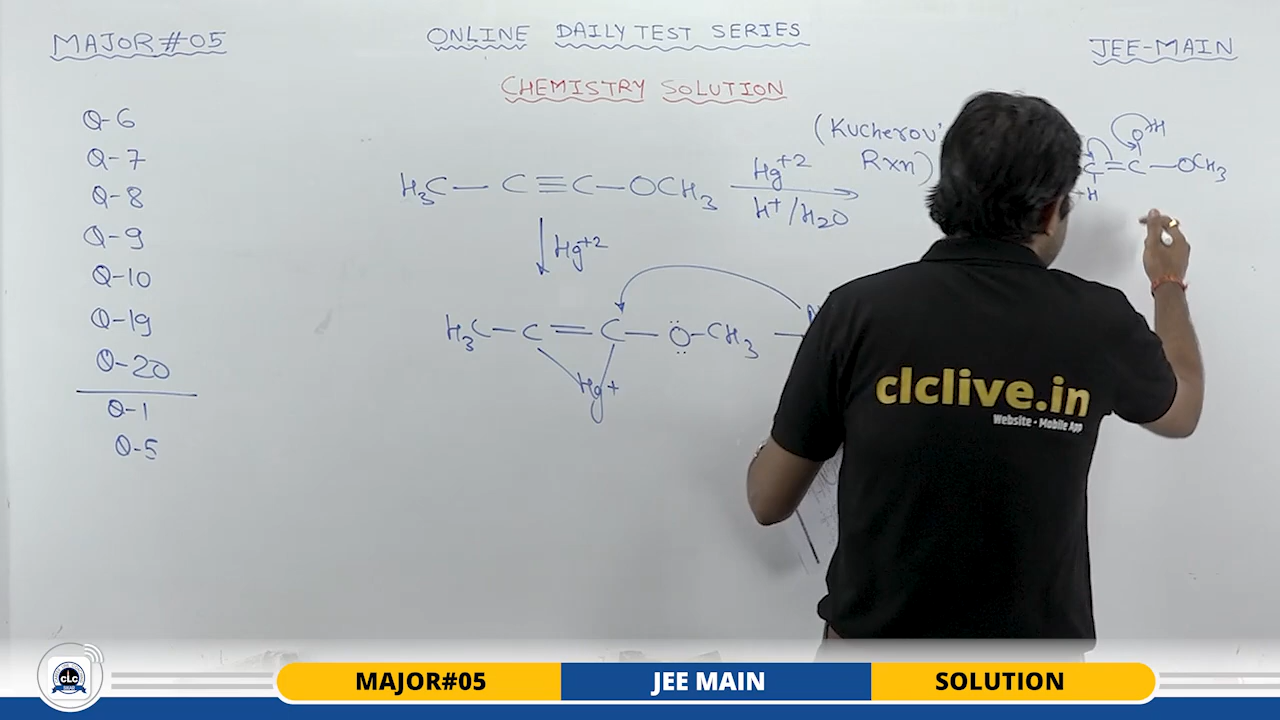 MAJOR#05
ONLINE DAILY TEST SERIES
JEE-MAIN
CHEMISTRY SOLUTION
Q-6
Q-7
Q-8
Q-9
Q-10
Q-19
Q-20
Q-1
Q-5
(Kucherov's
Rxn)
H3C — C ≡ C — OCH3
Hg+2
H+/H2O
Hg+2
H3C — C = C — Ö — CH3
Hg+
OH
C = C — OCH3
H
clclive.in
Website - Mobile App
CLC
MAJOR#05
JEE MAIN
SOLUTION